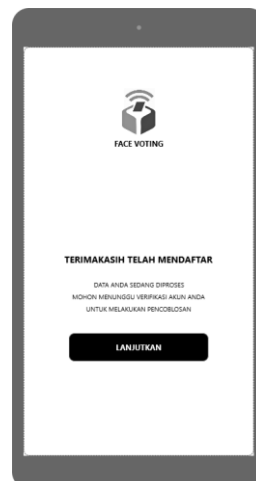 FACE VOTING
TERIMAKASIH TELAH MENDAFTAR
DATA ANDA SEDANG DIPROSES
MOHON MENUNGGU VERIFIKASI AKUN ANDA
UNTUK MELAKUKAN PENCOBLOSAN
LANJUTKAN